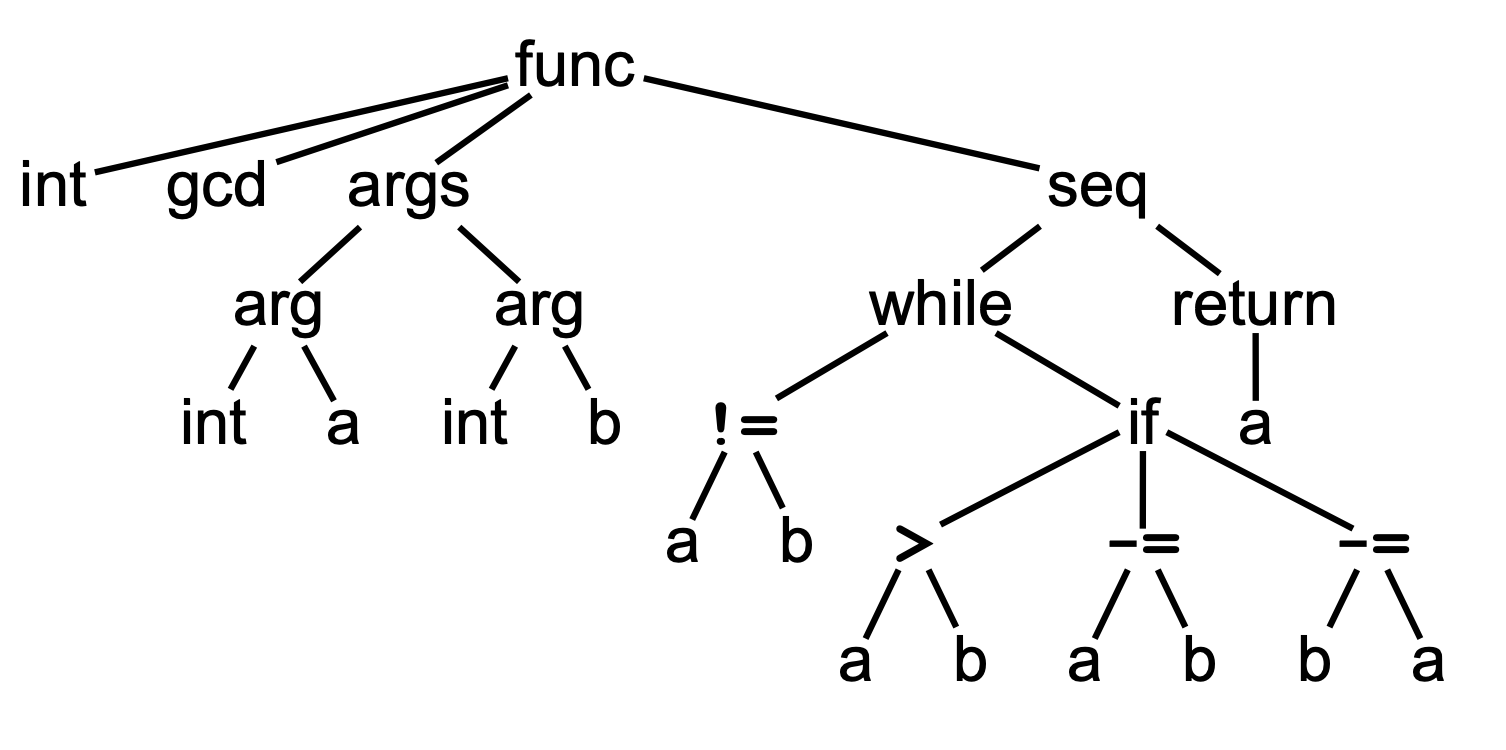 func
int gcd args seq
arg arg while return
int a int b != if a
a b > -= -=
a b a b b a